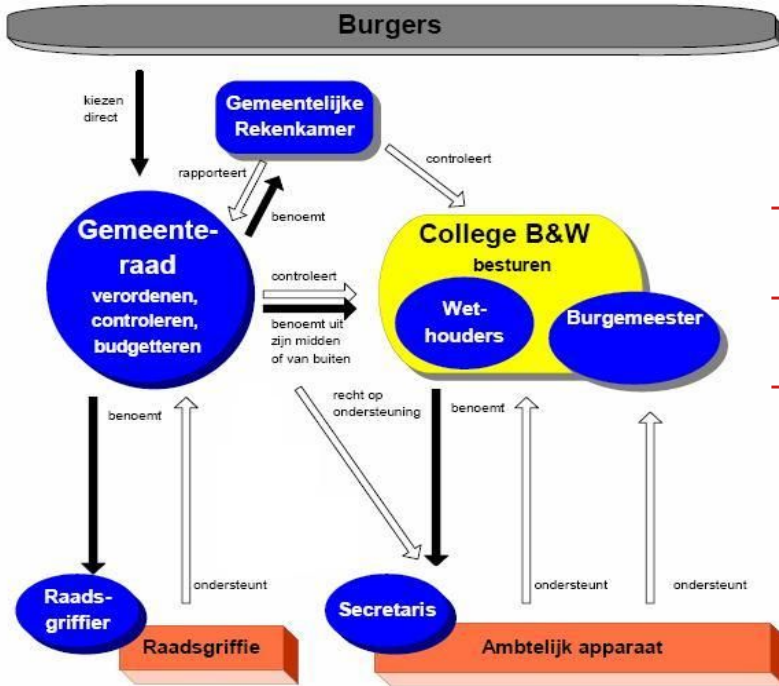 Burgers
kiezen
direct
Gemeentelijke
Rekenkamer
rapporteert
controleert
benoemt
Gemeente-
raad
verordenen,
controleren,
budgetteren
controleert
benoemt uit
zijn midden
of van buiten
College B&W
besturen
Wet-
houders
Burgemeester
benoemt
recht op
ondersteuning
benoemt
ondersteunt
ondersteunt
ondersteunt
Raads-
griffier
Raadsgriffie
Secretaris
Ambtelijk apparaat